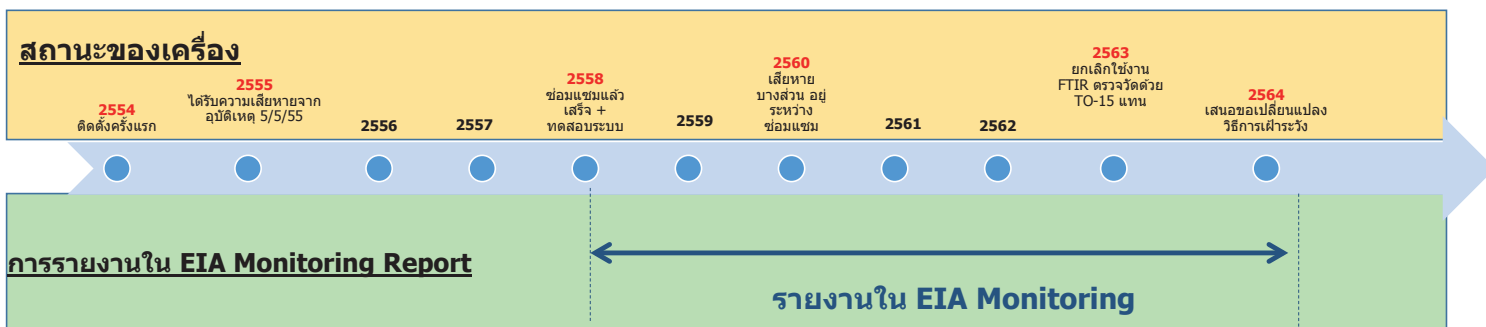 สถานะของเครื่อง
2554
ติดตั้งครั้งแรก
2555
ได้รับความเสียหายจาก
อุบัติเหตุ 5/5/55
2556
2557
2558
ซ่อมแซมแล้ว
เสร็จ +
ทดสอบระบบ
2559
2560
เสียหาย
บางส่วน อยู่
ระหว่าง
ซ่อมแซม
2561
2562
2563
ยกเลิกใช้งาน
FTIR ตรวจวัดด้วย
TO-15 แทน
2564
เสนอขอเปลี่ยนแปลง
วิธีการเฝ้าระวัง
การรายงานใน EIA Monitoring Report
รายงานใน EIA Monitoring